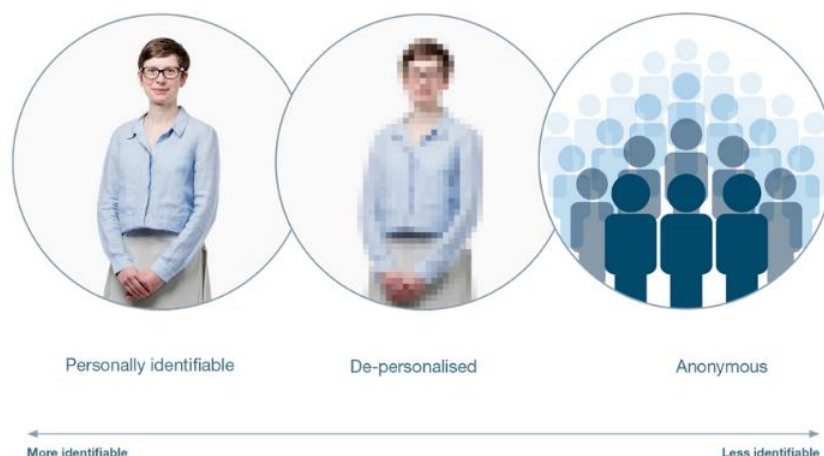 Personally identifiable
De-personalised
Anonymous
More identifiable
Less identifiable